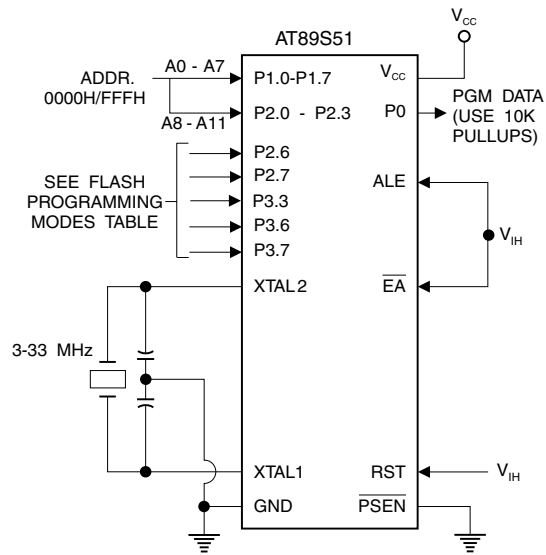 AT89S51
V_CC
A0 - A7
ADDR.
0000H/FFFH
A8 - A11
P1.0-P1.7
V_CC
P2.0 - P2.3
P0
PGM DATA
(USE 10K
PULLUPS)
P2.6
P2.7
P3.3
P3.6
P3.7
SEE FLASH
PROGRAMMING
MODES TABLE
ALE
V_IH
EA
XTAL2
3-33 MHz
XTAL1
RST
V_IH
GND
PSEN